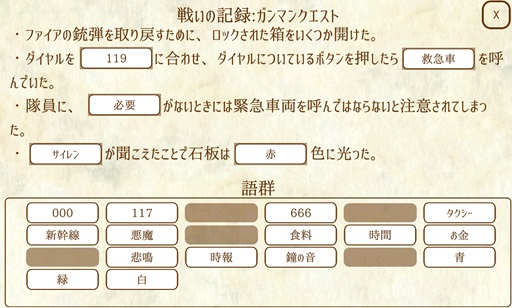 戦いの記録:ガンマンクエスト
X
・ファイアの銃弾を取り戻すために、ロックされた箱をいくつか開けた。
・ダイヤルを 119 に合わせ、ダイヤルについているボタンを押したら 救急車 を呼
んでいた。
・隊員に、 必要 がないときには緊急車両を呼んではならないと注意されてしまっ
た。
・ サイレン が聞こえたことで石板は 赤 色に光った。
語群
000 117 666 タクシー
新幹線 悪魔 食料 時間 お金
悲鳴 時報 鐘の音 青
緑 白